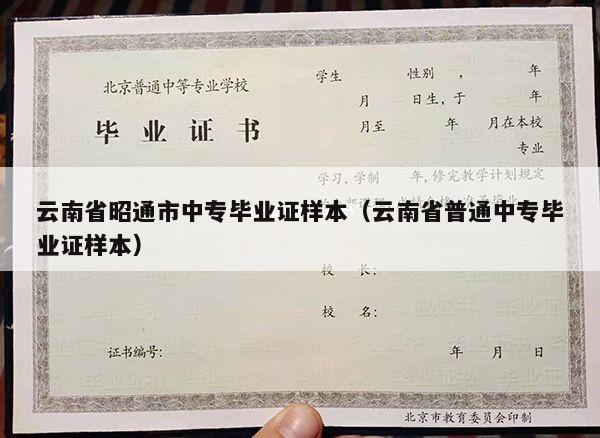 北京普通中等专业学校
毕业证书
学生 性别 , 年
月 日生,于 年
月至 年 月在本校
专业
学习,学制 年,修完教学计划规定
云南省昭通市中专毕业证样本（云南省普通中专毕
业证样本）
校 长:
校 名:
证书编号:
年 月 日
北京市教育委员会印制